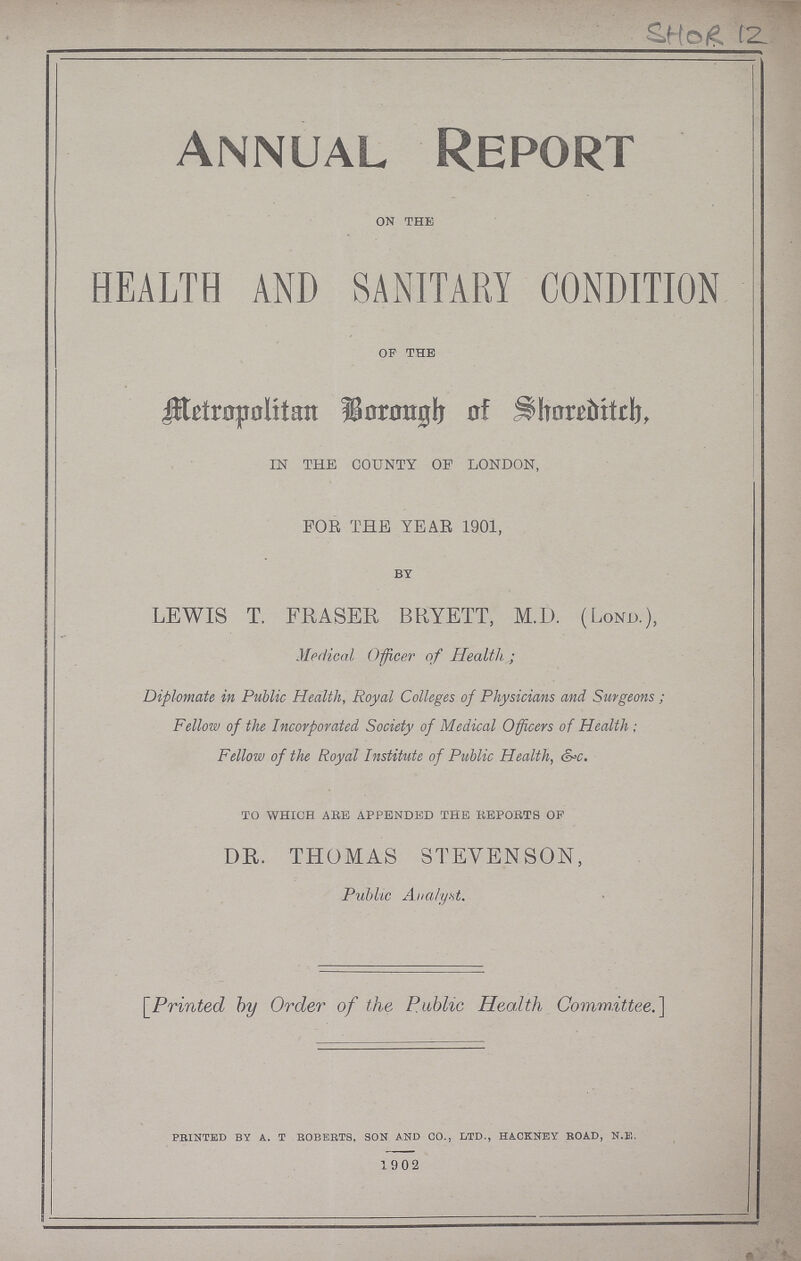 SHOR 12
ANNUAL REPORT
ON THE
HEALTH AND SANITARY CONDITION
OF THE
Metropolitan Borough of Shoreditch,
IN THE COUNTY OF LONDON,
FOR THE YEAR 1901,
BY
LEWIS T. FRASER BRYETT, M.D. (LOND.),
Medical Officer of Health;
Diplomate in Public Health, Royal Colleges of Physicians and Surgeons;
Fellow of the Incorporated Society of Medical Officers of Health;
Fellow of the Royal Institute of Public Health, &c.
TO WHICH ARE APPENDED THE REPORTS OF
DR. THOMAS STEVENSON,
Public Analyst.
[Printed by Order of the Public Health Committee.]
PRINTED BY A. T ROBERTS, SON AND CO., LTD., HACKNEY ROAD, N.E.
1902